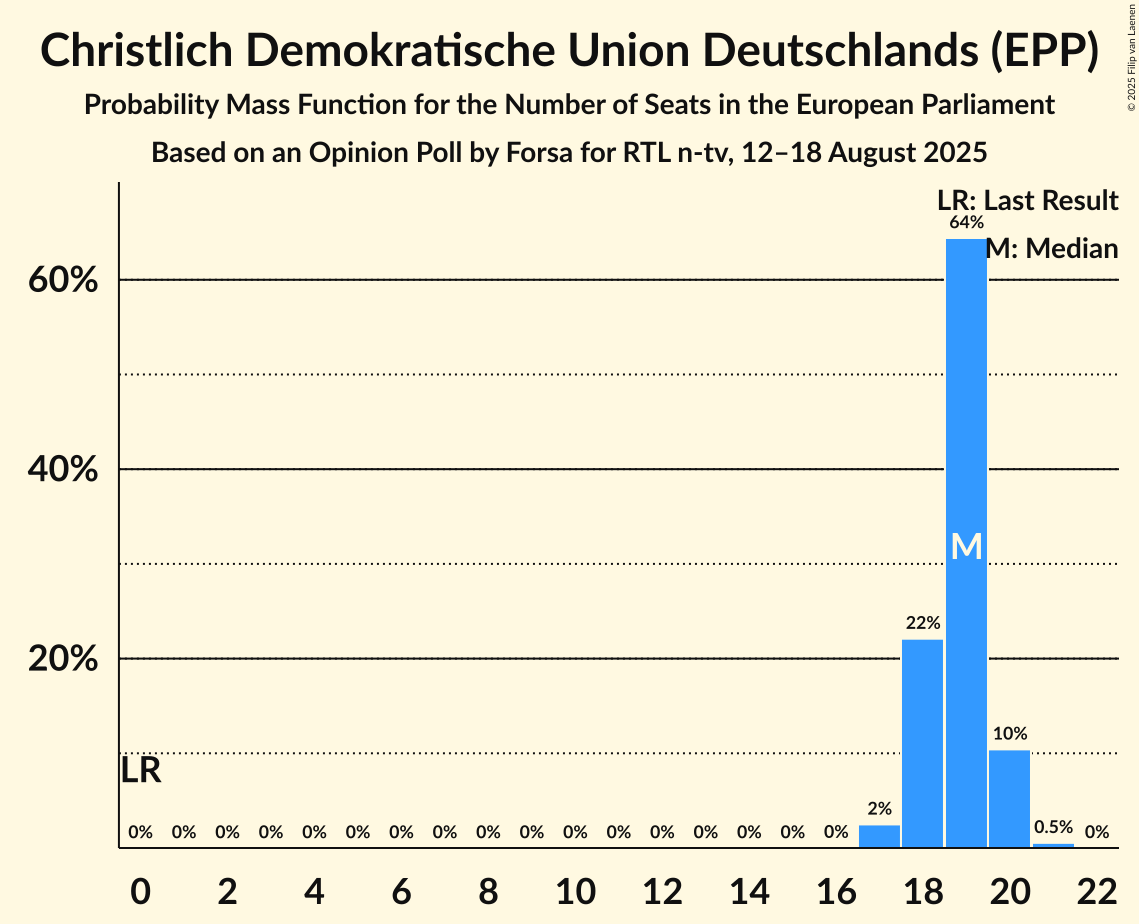 Christlich Demokratische Union Deutschlands (EPP)
Probability Mass Function for the Number of Seats in the European Parliament
Based on an Opinion Poll by Forsa for RTL n-tv, 12–18 August 2025
© 2025 Filip van Laenen
LR: Last Result
64%
M: Median
60%
40%
M
22%
20%
10%
LR
2%
0% 0% 0% 0% 0% 0% 0% 0% 0% 0% 0% 0% 0% 0% 0% 0% 0% 0.5% 0%
0 2 4 6 8 10 12 14 16 18 20 22